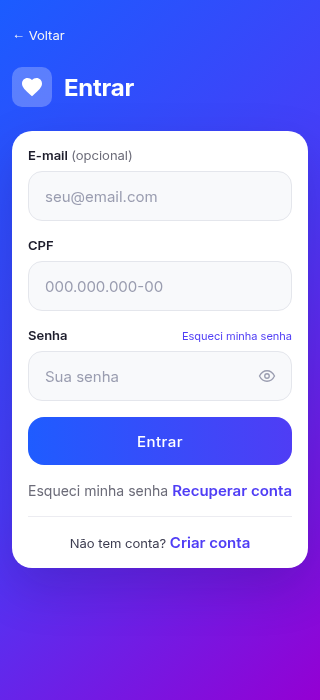 ← Voltar
Entrar
E-mail (opcional)
seu@email.com
CPF
000.000.000-00
Senha Esqueci minha senha
Sua senha
Entrar
Esqueci minha senha Recuperar conta
Não tem conta? Criar conta